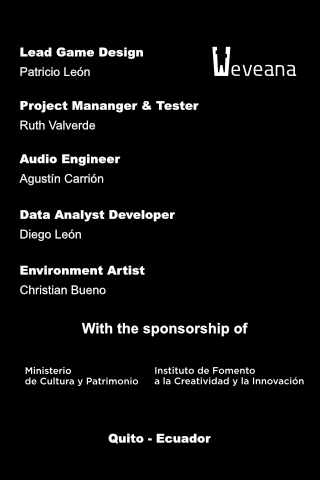 Lead Game Design
Patricio León
Weveana
Project Mananger & Tester
Ruth Valverde
Audio Engineer
Agustín Carrión
Data Analyst Developer
Diego León
Environment Artist
Christian Bueno
With the sponsorship of
Ministerio
de Cultura y Patrimonio
Instituto de Fomento
a la Creatividad y la Innovación
Quito - Ecuador